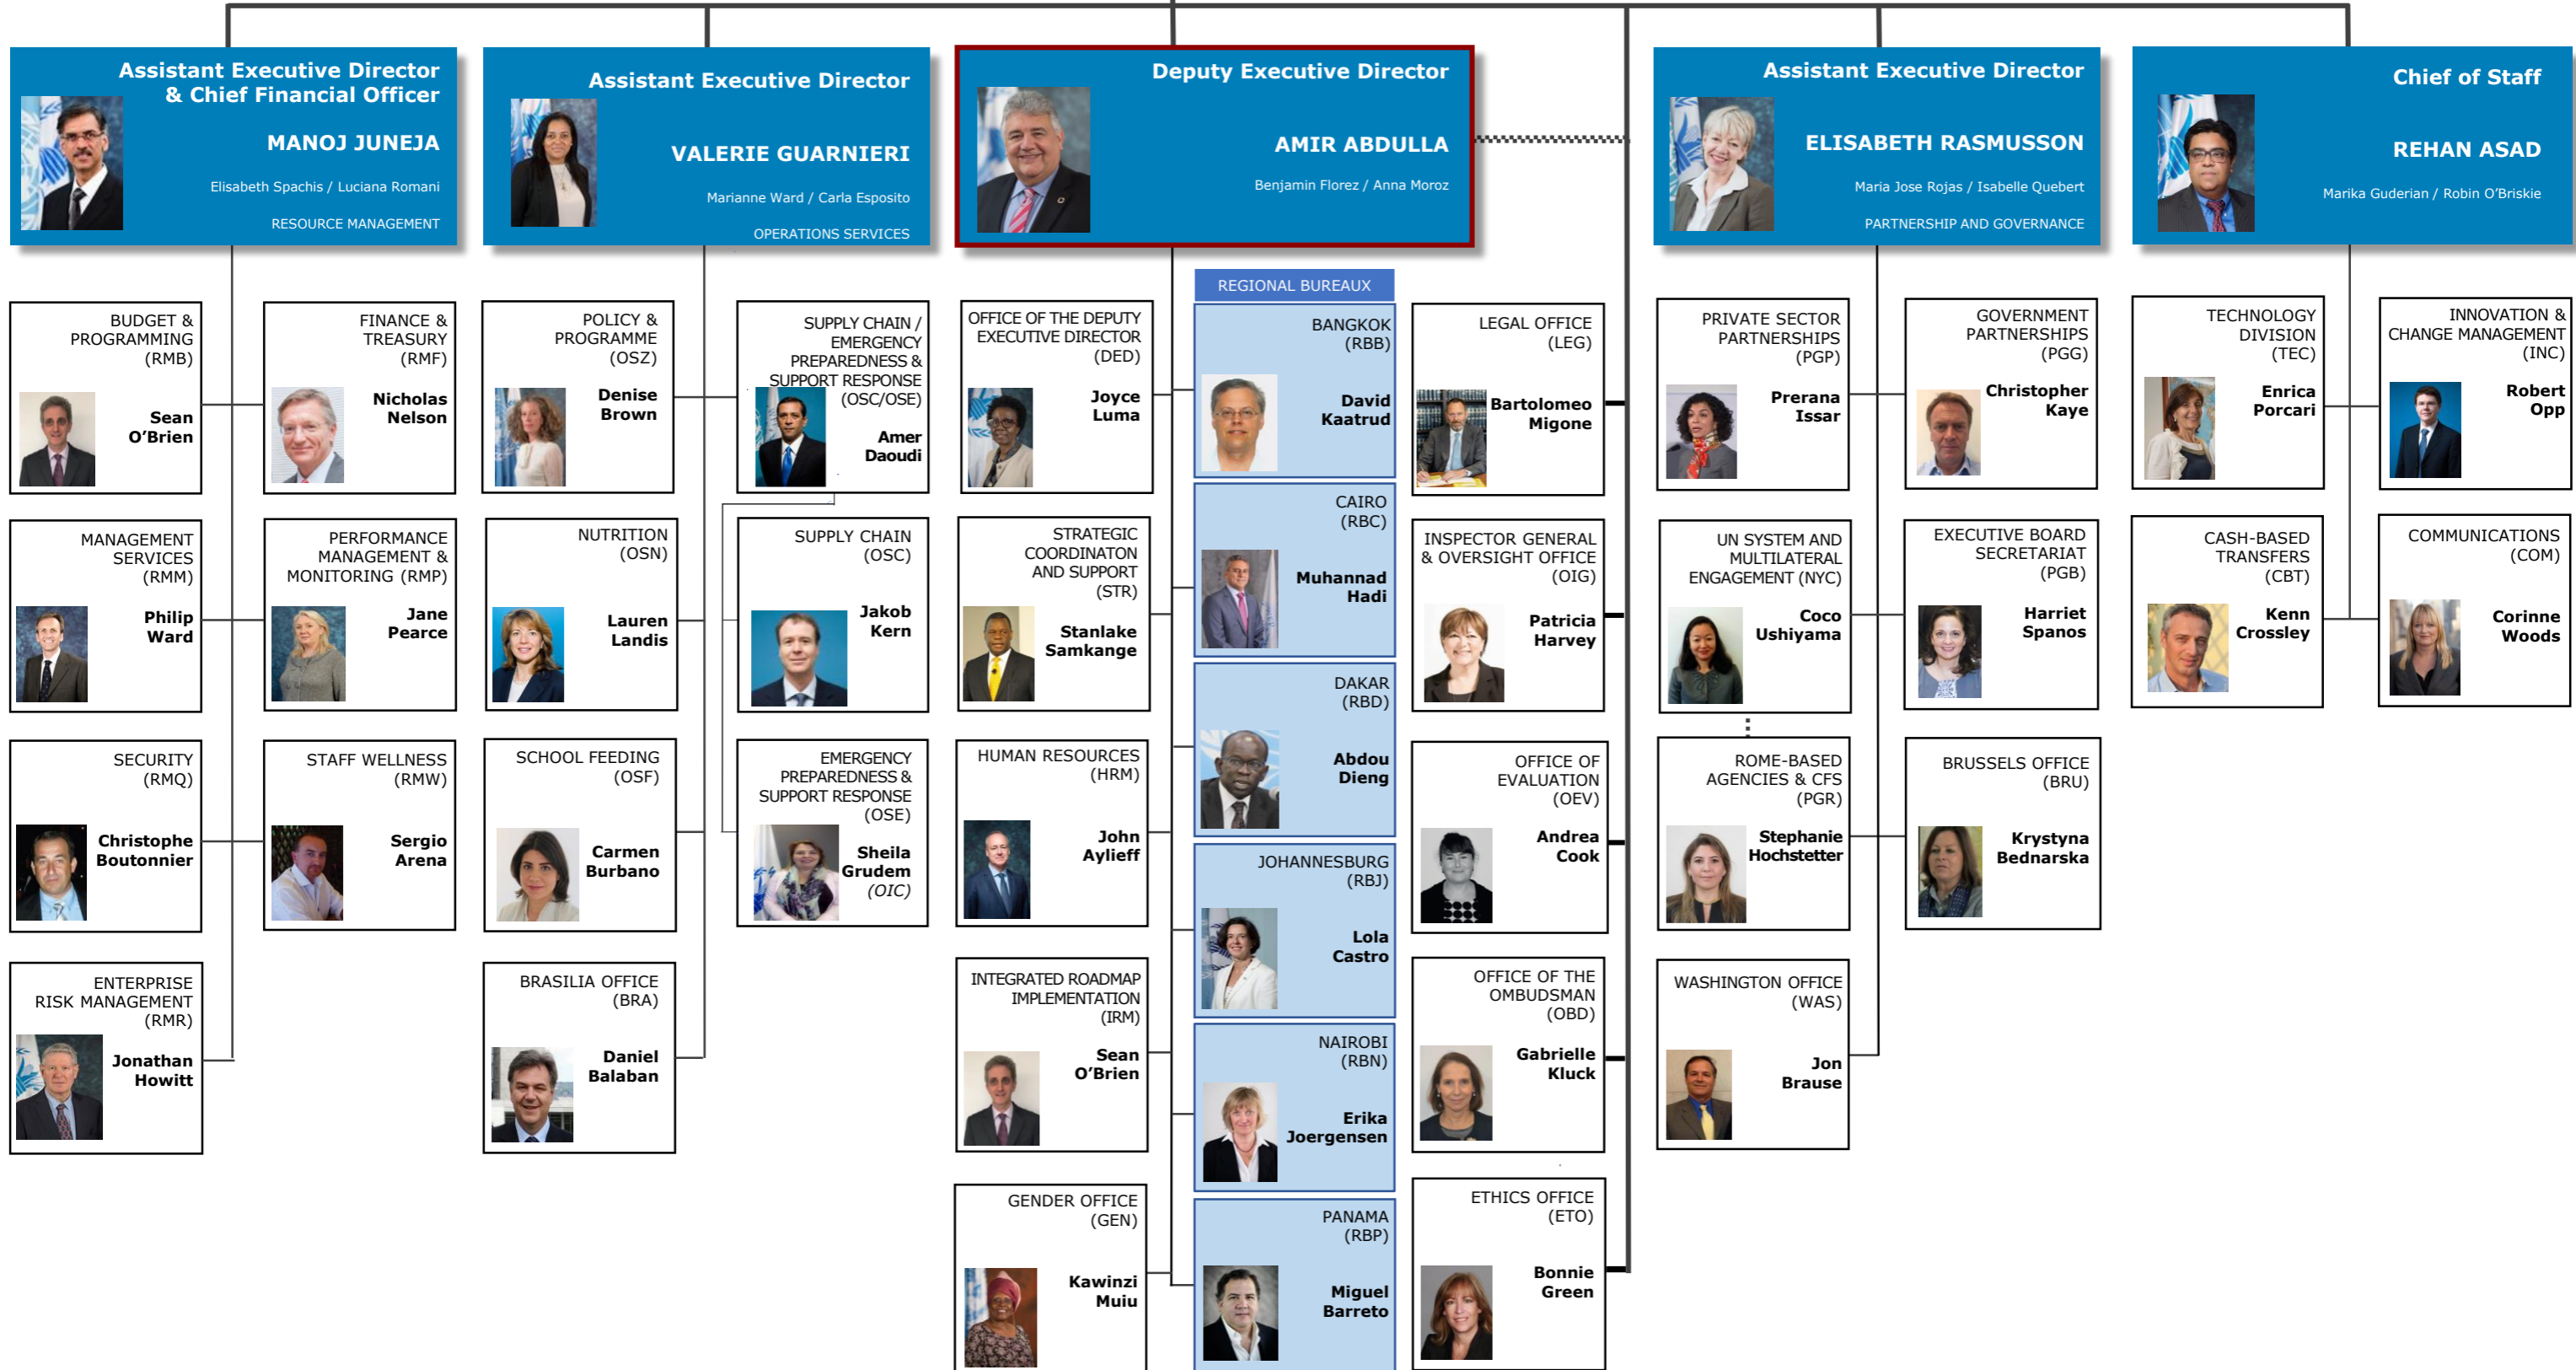 Assistant Executive Director
& Chief Financial Officer
MANOJ JUNEJA
Elisabeth Spachis / Luciana Romani
RESOURCE MANAGEMENT
Assistant Executive Director
VALERIE GUARNIERI
Marianne Ward / Carla Esposito
OPERATIONS SERVICES
Deputy Executive Director
AMIR ABDULLA
Benjamin Florez / Anna Moroz
Assistant Executive Director
ELISABETH RASMUSSON
Maria Jose Rojas / Isabelle Quebert
PARTNERSHIP AND GOVERNANCE
Chief of Staff
REHAN ASAD
Marika Guderian / Robin O'Briskie
BUDGET &
PROGRAMMING
(RMB)
Sean
O'Brien
FINANCE &
TREASURY
(RMF)
Nicholas
Nelson
MANAGEMENT
SERVICES
(RMM)
Philip
Ward
PERFORMANCE
MANAGEMENT &
MONITORING (RMP)
Jane
Pearce
SECURITY
(RMQ)
Christophe
Boutonnier
STAFF WELLNESS
(RMW)
Sergio
Arena
ENTERPRISE
RISK MANAGEMENT
(RMR)
Jonathan
Howitt
POLICY &
PROGRAMME
(OSZ)
Denise
Brown
SUPPLY CHAIN /
EMERGENCY
PREPAREDNESS &
SUPPORT RESPONSE
(OSC/OSE)
Amer
Daoudi
NUTRITION
(OSN)
Lauren
Landis
SUPPLY CHAIN
(OSC)
Jakob
Kern
SCHOOL FEEDING
(OSF)
Carmen
Burbano
EMERGENCY
PREPAREDNESS &
SUPPORT RESPONSE
(OSE)
Sheila
Grudem
(OIC)
BRASILIA OFFICE
(BRA)
Daniel
Balaban
OFFICE OF THE DEPUTY
EXECUTIVE DIRECTOR
(DED)
Joyce
Luma
STRATEGIC
COORDINATON
AND SUPPORT
(STR)
Stanlake
Samkange
HUMAN RESOURCES
(HRM)
John
Aylieff
INTEGRATED ROADMAP
IMPLEMENTATION
(IRM)
Sean
O'Brien
GENDER OFFICE
(GEN)
Kawinzi
Muiu
REGIONAL BUREAUX
BANGKOK
(RBB)
David
Kaatrud
CAIRO
(RBC)
Muhannad
Hadi
DAKAR
(RBD)
Abdou
Dieng
JOHANNESBURG
(RBJ)
Lola
Castro
NAIROBI
(RBN)
Erika
Joergensen
PANAMA
(RBP)
Miguel
Barreto
LEGAL OFFICE
(LEG)
Bartolomeo
Migone
INSPECTOR GENERAL
& OVERSIGHT OFFICE
(OIG)
Patricia
Harvey
OFFICE OF
EVALUATION
(OEV)
Andrea
Cook
OFFICE OF THE
OMBUDSMAN
(OBD)
Gabrielle
Kluck
ETHICS OFFICE
(ETO)
Bonnie
Green
PRIVATE SECTOR
PARTNERSHIPS
(PGP)
Prerana
Issar
GOVERNMENT
PARTNERSHIPS
(PGG)
Christopher
Kaye
UN SYSTEM AND
MULTILATERAL
ENGAGEMENT (NYC)
Coco
Ushiyama
EXECUTIVE BOARD
SECRETARIAT
(PGB)
Harriet
Spanos
ROME-BASED
AGENCIES & CFS
(PGR)
Stephanie
Hochstetter
BRUSSELS OFFICE
(BRU)
Krystyna
Bednarska
WASHINGTON OFFICE
(WAS)
Jon
Brause
TECHNOLOGY
DIVISION
(TEC)
Enrica
Porcari
INNOVATION &
CHANGE MANAGEMENT
(INC)
Robert
Opp
CASH-BASED
TRANSFERS
(CBT)
Kenn
Crossley
COMMUNICATIONS
(COM)
Corinne
Woods